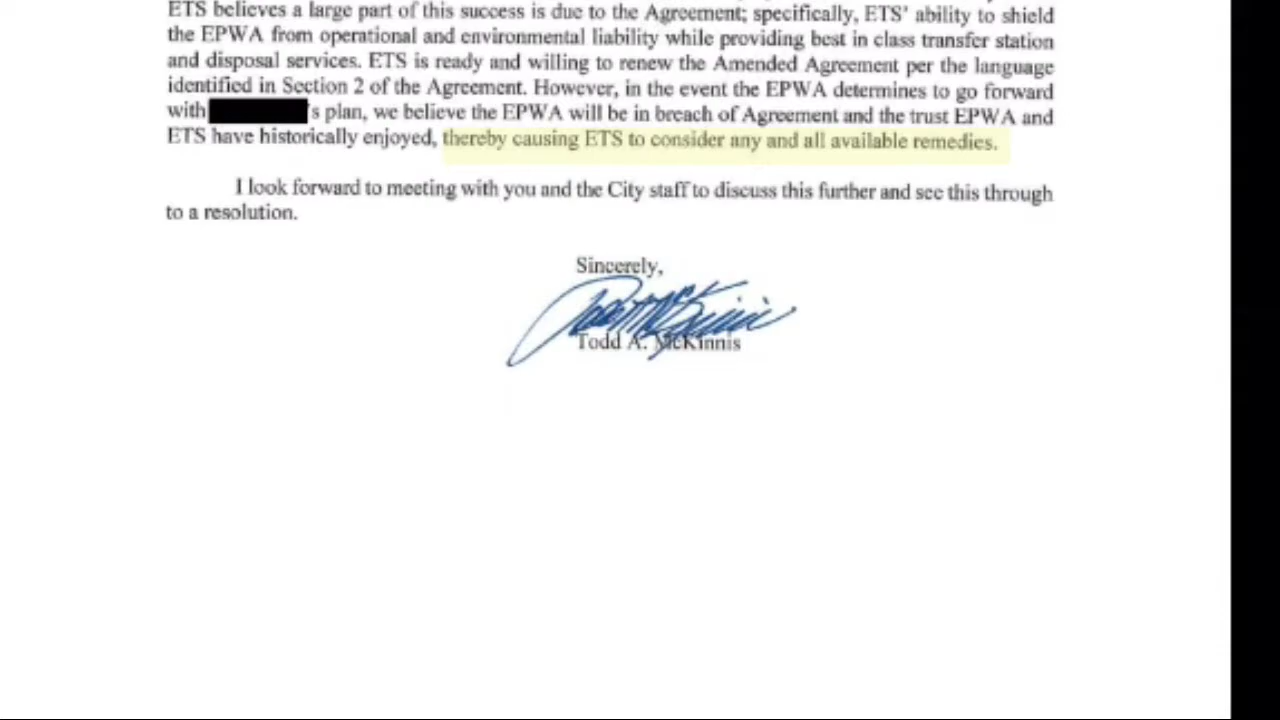 ETS believes a large part of this success is due to the Agreement; specifically, ETS' ability to shield
the EPWA from operational and environmental liability while providing best in class transfer station
and disposal services. ETS is ready and willing to renew the Amended Agreement per the language
identified in Section 2 of the Agreement. However, in the event the EPWA determines to go forward
with 's plan, we believe the EPWA will be in breach of Agreement and the trust EPWA and
ETS have historically enjoyed, thereby causing ETS to consider any and all available remedies.
I look forward to meeting with you and the City staff to discuss this further and see this through
to a resolution.
Sincerely,
Todd McKinnis
Todd A. McKinnis